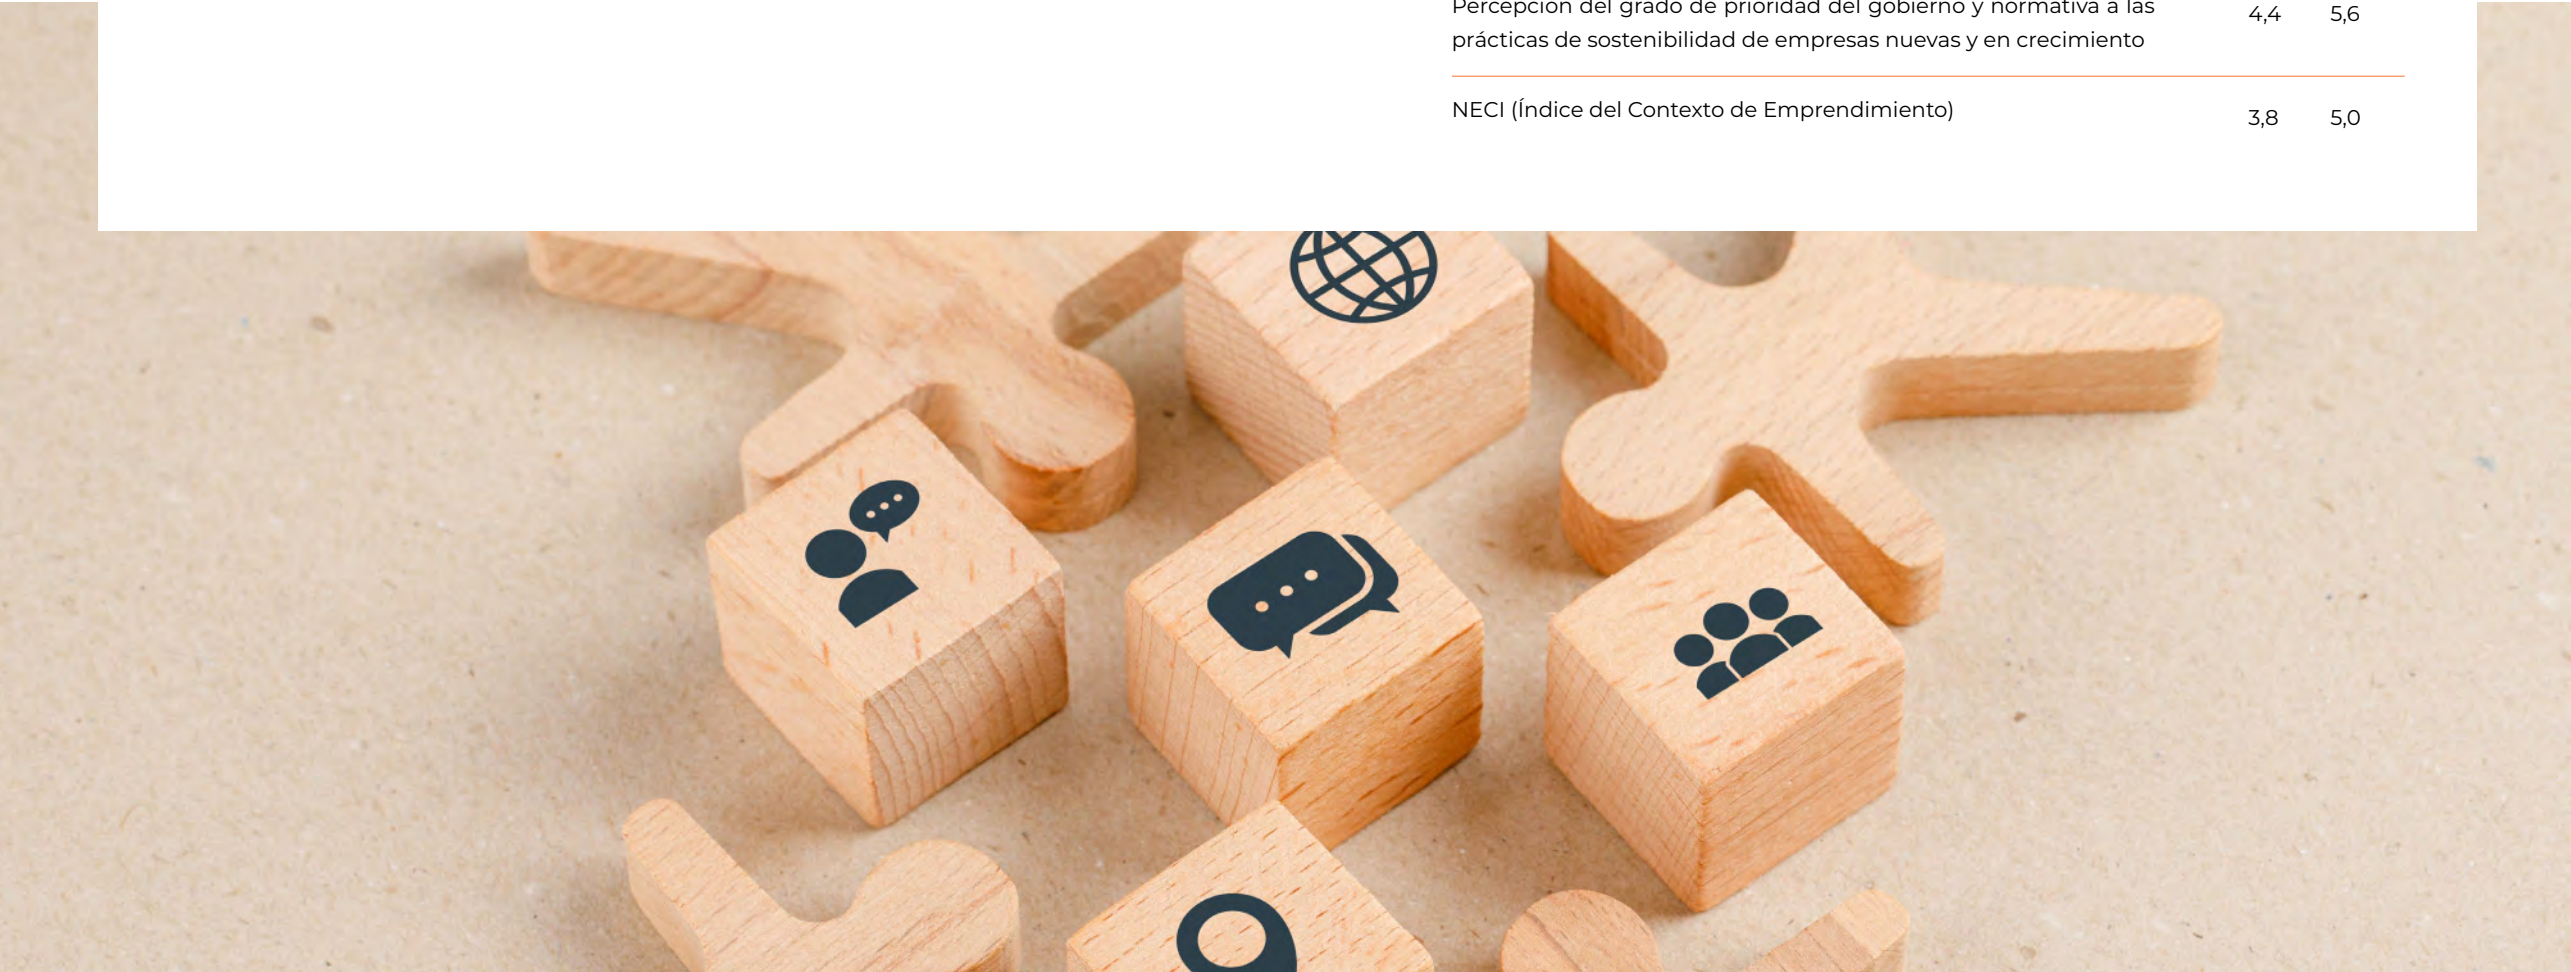 Percepción del grado de prioridad del gobierno y normativa a las 4,4 5,6
prácticas de sostenibilidad de empresas nuevas y en crecimiento
NECI (Índice del Contexto de Emprendimiento) 3,8 5,0